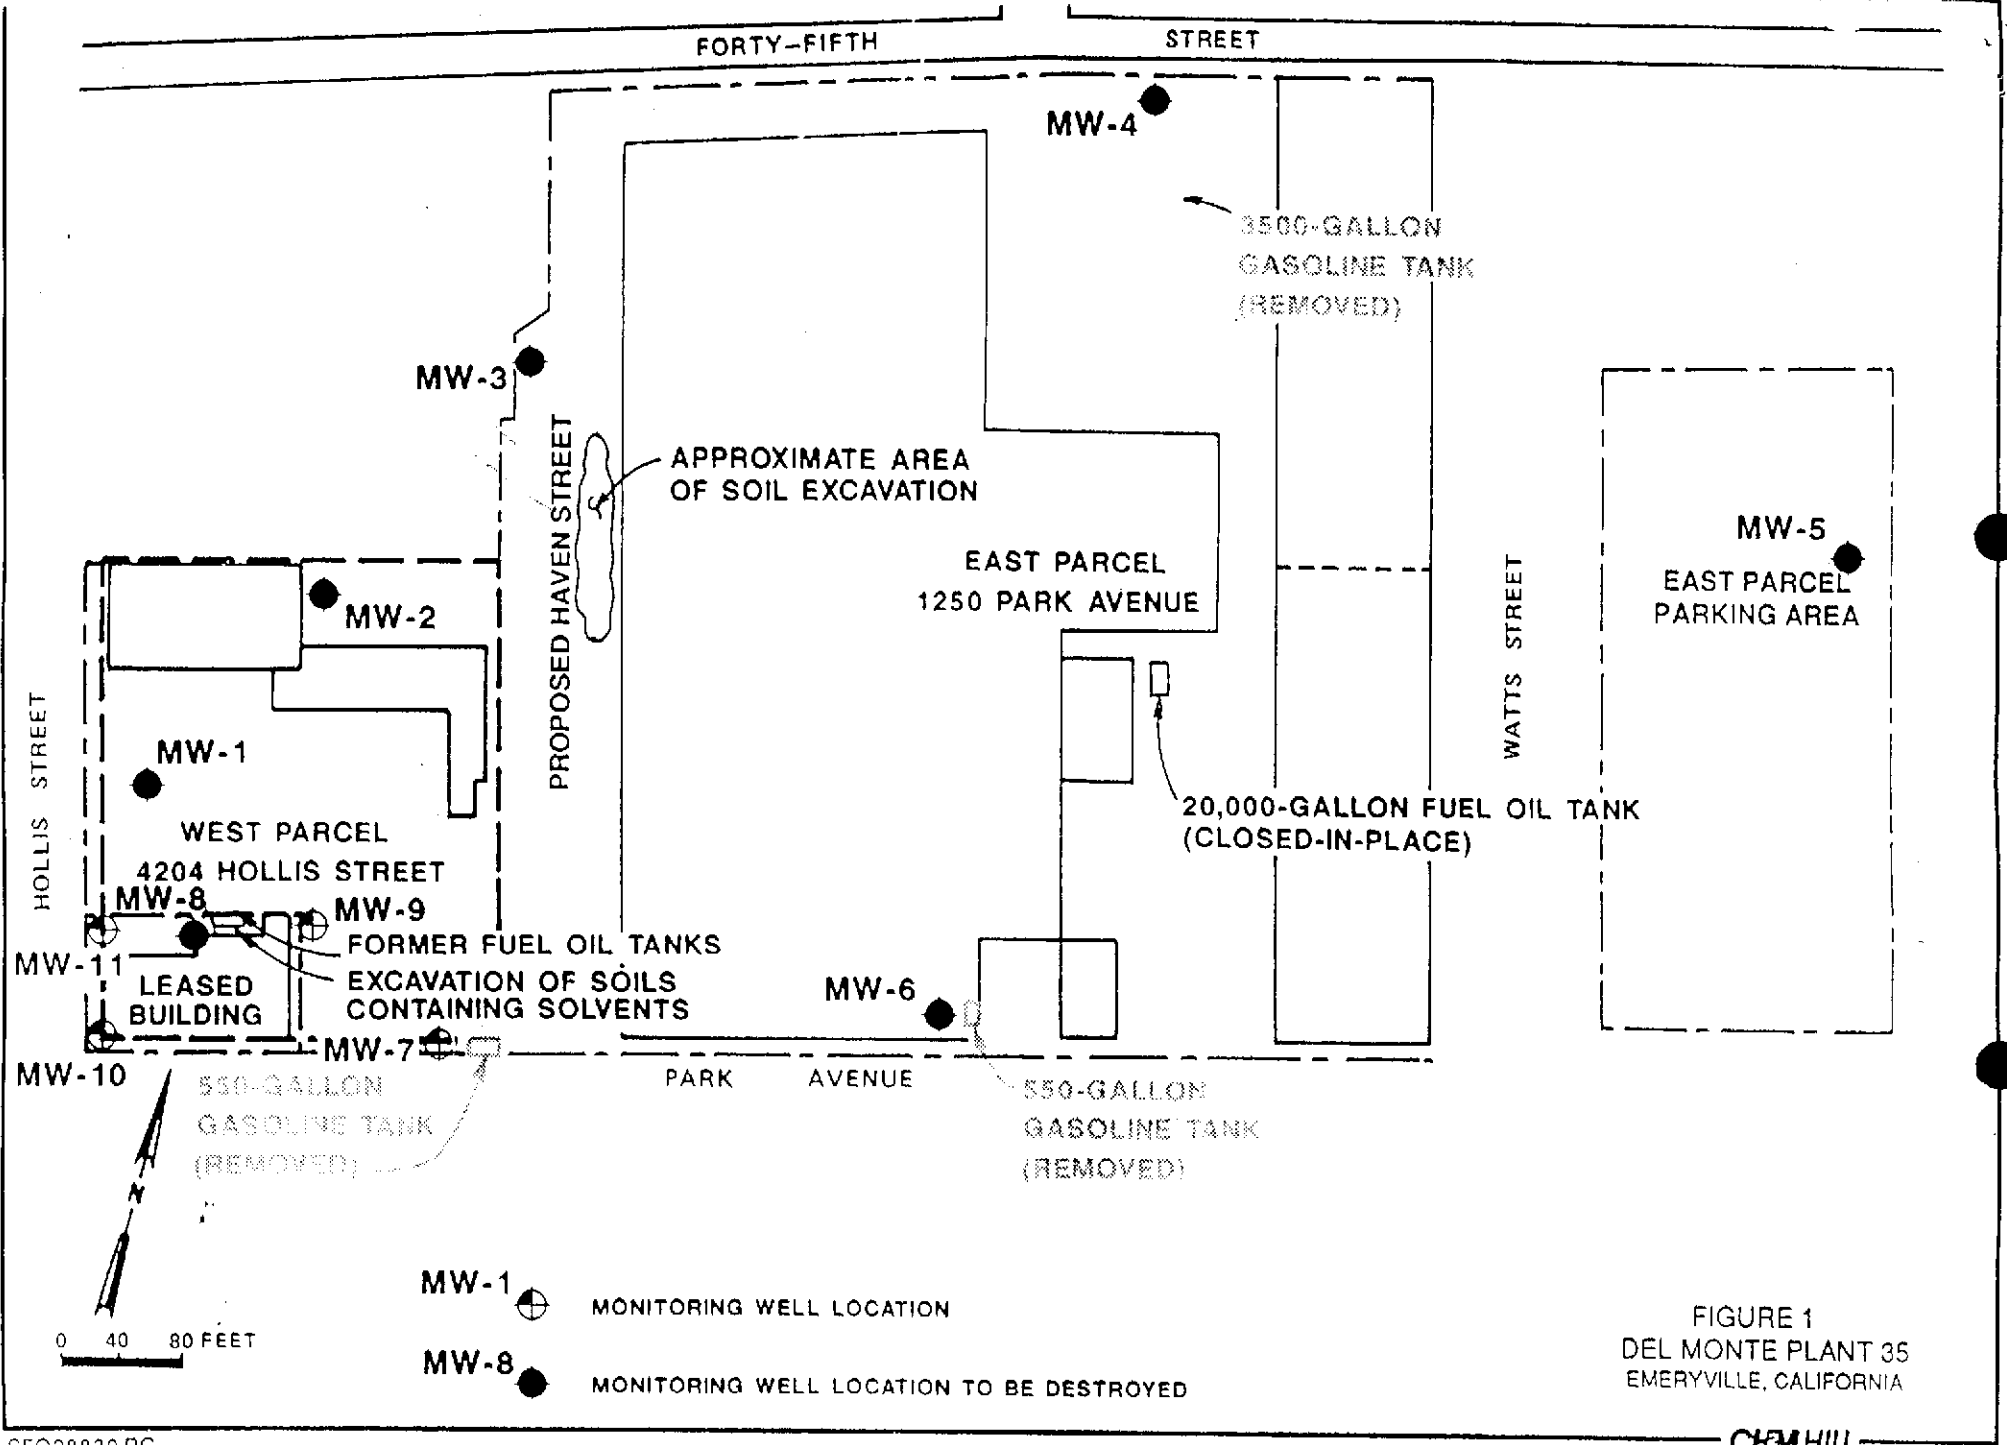 FORTY-FIFTH STREET
MW-4
3500-GALLON
GASOLINE TANK
(REMOVED)
MW-3
PROPOSED HAVEN STREET
APPROXIMATE AREA
OF SOIL EXCAVATION
EAST PARCEL
1250 PARK AVENUE
WATTS STREET
MW-5
EAST PARCEL
PARKING AREA
MW-2
HOLLIS STREET
MW-1
WEST PARCEL
4204 HOLLIS STREET
20,000-GALLON FUEL OIL TANK
(CLOSED-IN-PLACE)
MW-8
MW-9
FORMER FUEL OIL TANKS
MW-11
EXCAVATION OF SOILS
CONTAINING SOLVENTS
LEASED
BUILDING
MW-6
MW-7
MW-10
PARK AVENUE
550-GALLON
GASOLINE TANK
(REMOVED)
550-GALLON
GASOLINE TANK
(REMOVED)
N
0 40 80 FEET
MW-1
MONITORING WELL LOCATION
MW-8
MONITORING WELL LOCATION TO BE DESTROYED
FIGURE 1
DEL MONTE PLANT 35
EMERYVILLE, CALIFORNIA